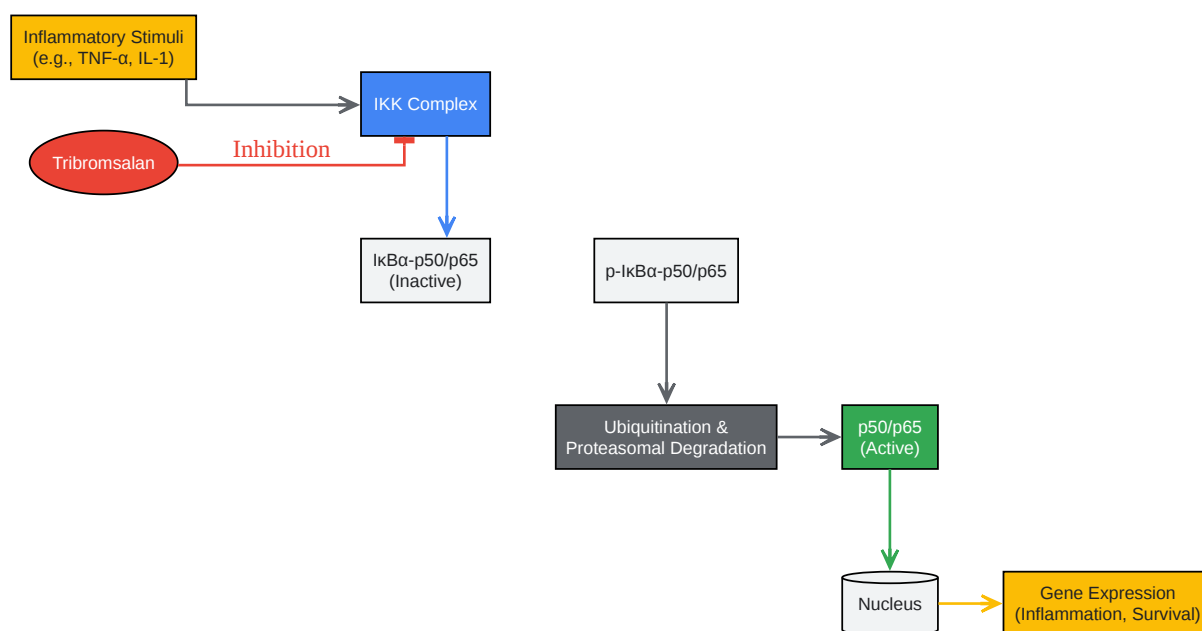 Inflammatory Stimuli
(e.g., TNF-α, IL-1)
IKK Complex
Inhibition
Tribromsalan
IκBα-p50/p65
(Inactive)
p-IκBα-p50/p65
Ubiquitination &
Proteasomal Degradation
p50/p65
(Active)
Nucleus
Gene Expression
(Inflammation, Survival)